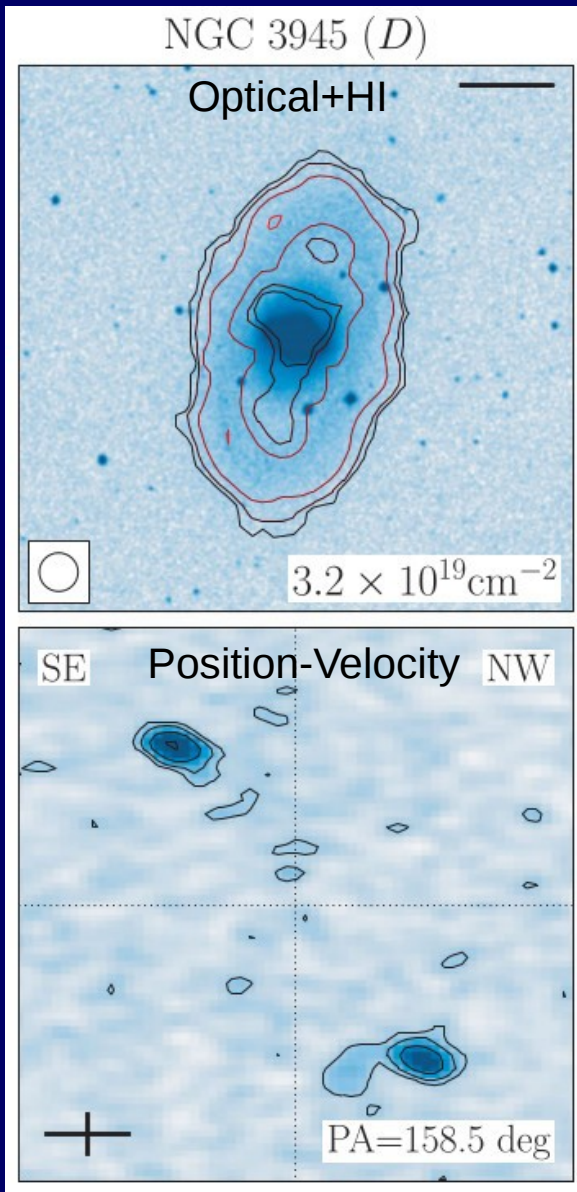 NGC 3945 (D)
Optical+HI
3.2 × 10¹⁹cm⁻²
SE Position-Velocity NW
PA=158.5 deg